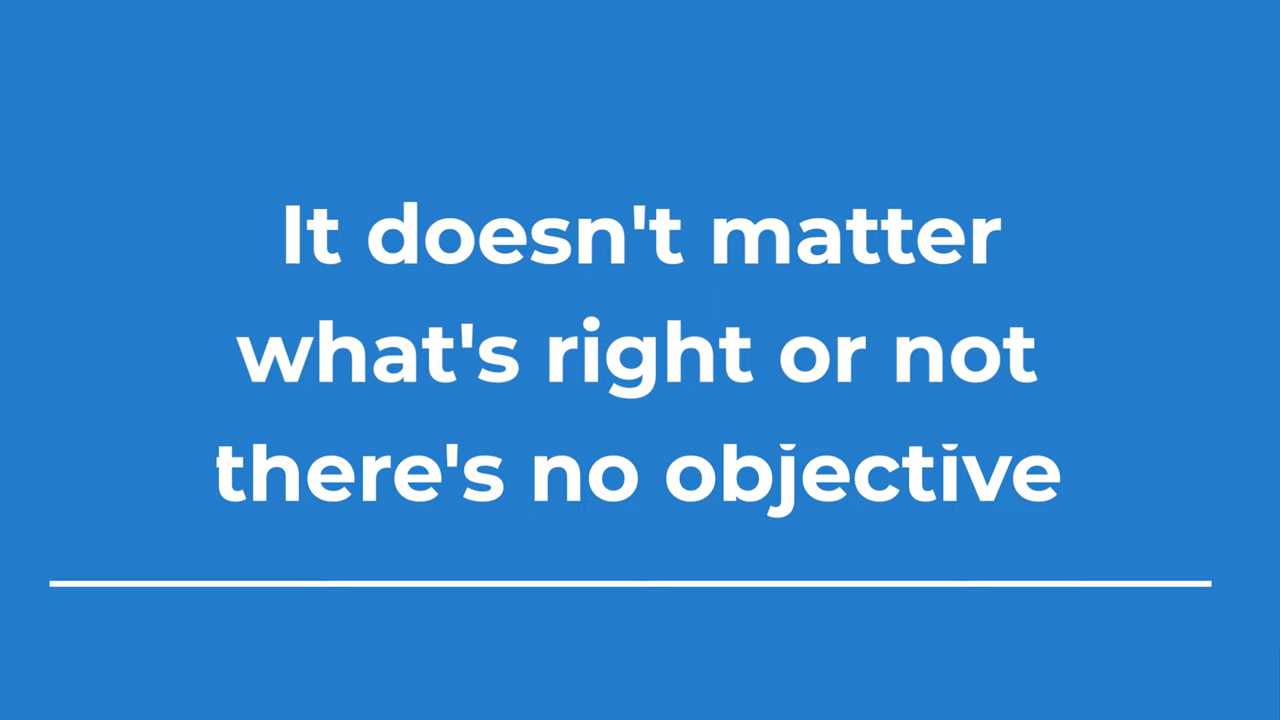 It doesn't matter
what's right or not
there's no objective